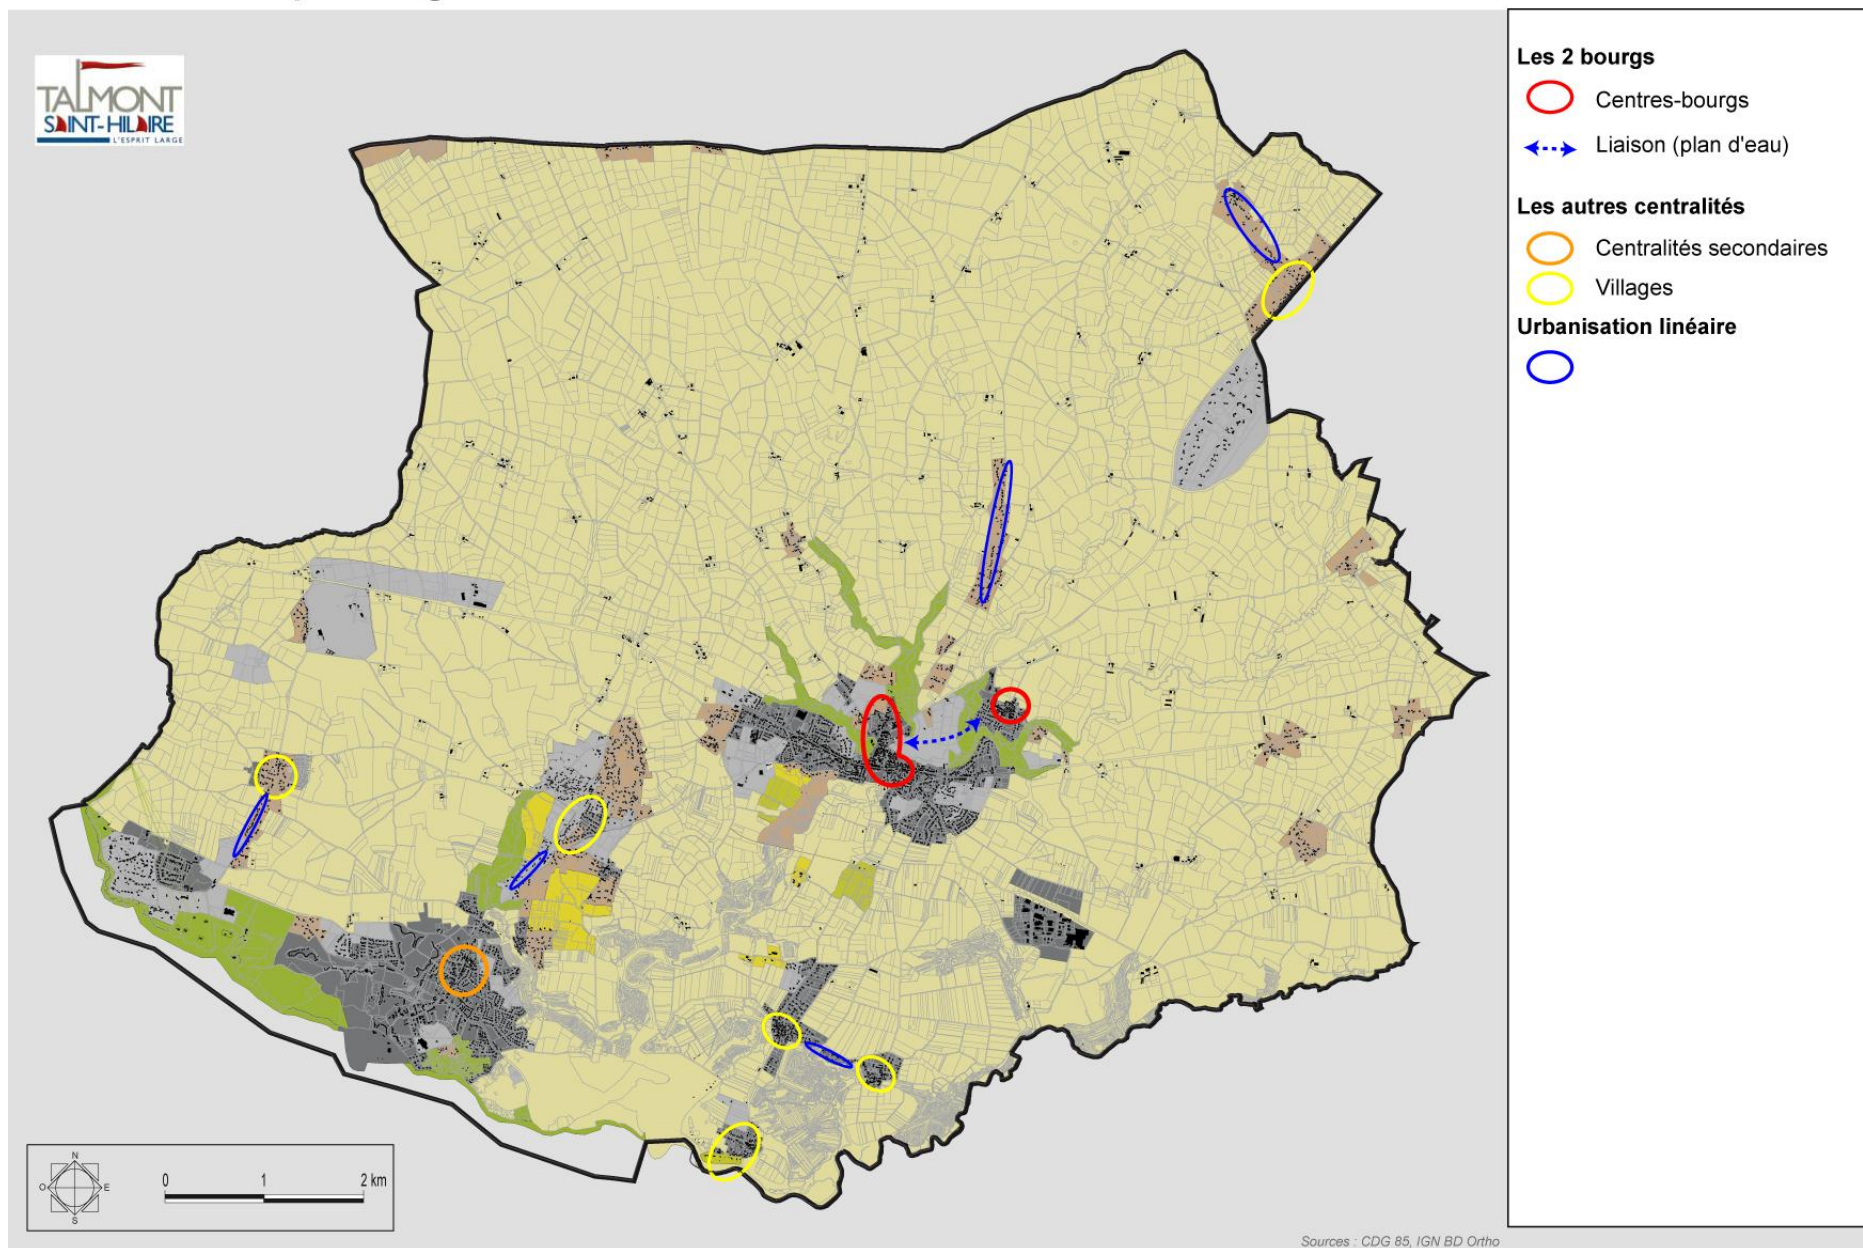 TALMONT
SAINT-HILAIRE
L'ESPRIT LARGE
Les 2 bourgs
Centres-bourgs
Liaison (plan d'eau)
Les autres centralités
Centralités secondaires
Villages
Urbanisation linéaire
N
O
E
S
0
1
2 km
Sources : CDG 85, IGN BD Ortho